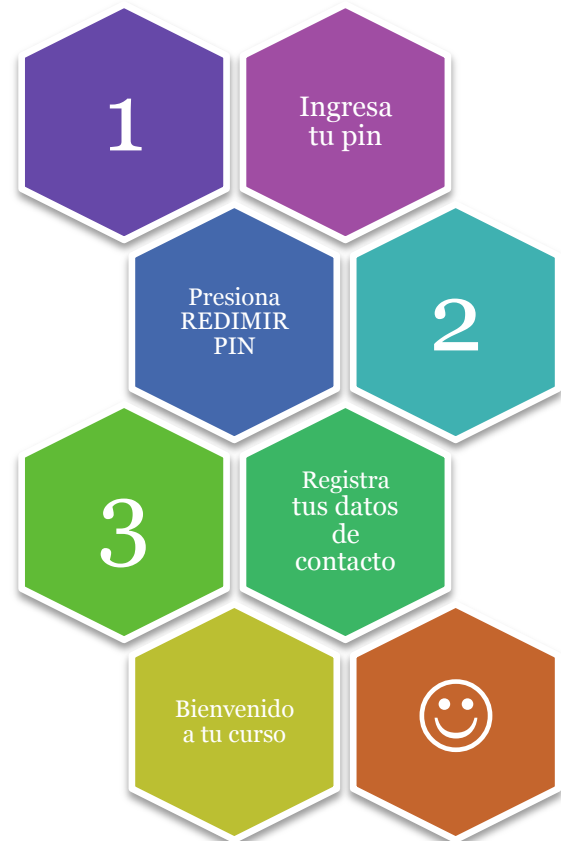 1
Ingresa
tu pin
Presiona
REDIMIR
PIN
2
3
Registra
tus datos
de
contacto
Bienvenido
a tu curso